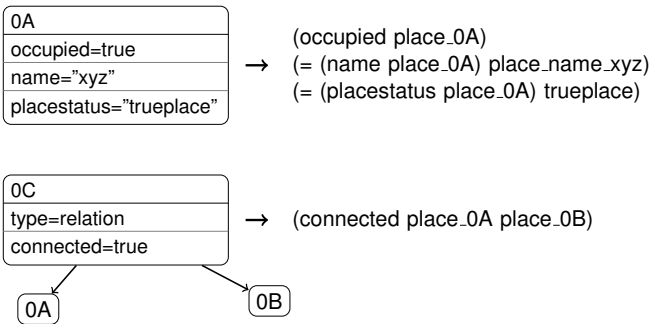 0A
occupied=true
name="xyz"
placestatus="trueplace"
→
(occupied place_0A)
(= (name place_0A) place_name_xyz)
(= (placestatus place_0A) trueplace)
0C
type=relation
connected=true
→
(connected place_0A place_0B)
0A
0B